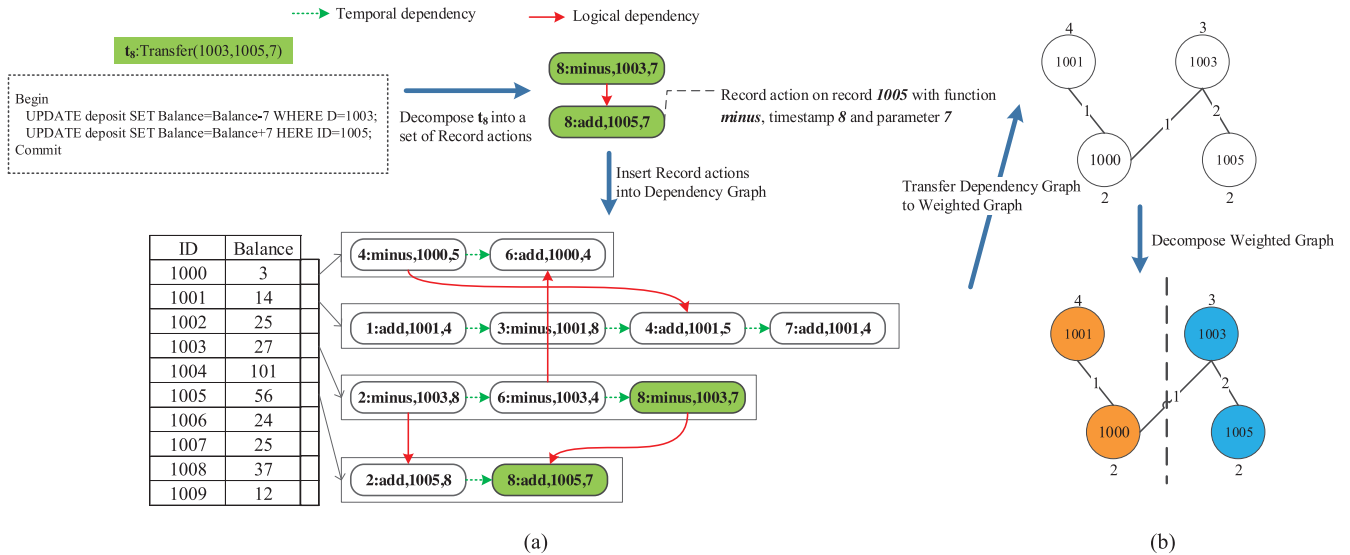 Temporal dependency
Logical dependency
t8:Transfer(1003,1005,7)
Begin
UPDATE deposit SET Balance=Balance-7 WHERE D=1003;
UPDATE deposit SET Balance=Balance+7 HERE ID=1005;
Commit
Decompose t8 into a
set of Record actions
8:minus,1003,7
8:add,1005,7
Record action on record 1005 with function
minus, timestamp 8 and parameter 7
Insert Record actions
into Dependency Graph
ID Balance
1000 3
1001 14
1002 25
1003 27
1004 101
1005 56
1006 24
1007 25
1008 37
1009 12
4:minus,1000,5 6:add,1000,4
1:add,1001,4 3:minus,1001,8 4:add,1001,5 7:add,1001,4
2:minus,1003,8 6:minus,1003,4 8:minus,1003,7
2:add,1005,8 8:add,1005,7
(a)
Transfer Dependency Graph
to Weighted Graph
4 3
1001 1003
1 1 2
1000 1005
2 2
Decompose Weighted Graph
4 3
1001 1003
1 1 2
1000 1005
2 2
(b)